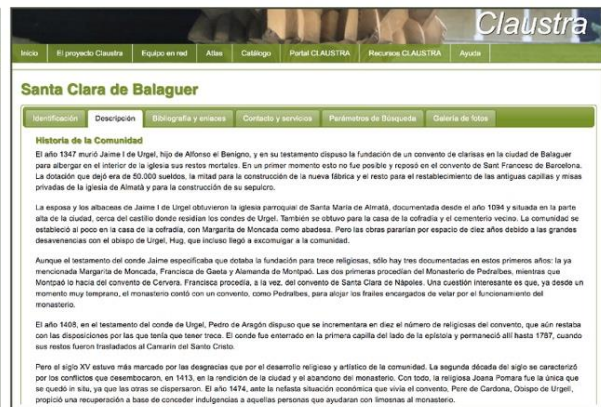 Claustra
Inicio El proyecto Claustra Equipo en red Atlas Catálogo Portal CLAUSTRA Recursos CLAUSTRA Ayuda
Santa Clara de Balaguer
Identificación Descripción Bibliografía y enlaces Contacto y servicios Parámetros de Búsqueda Galería de fotos
Historia de la Comunidad
El año 1347 murió Jaime I de Urgel, hijo de Alfonso el Benigno, y en su testamento dispuso la fundación de un convento de clarisas en la ciudad de Balaguer
para albergar en el interior de la iglesia sus restos mortales. En un primer momento esto no fue posible y reposó en el convento de Sant Francesc de Barcelona.
La dotación que dejó era de 50.000 sueldos, la mitad para la construcción de la nueva fábrica y el resto para el restablecimiento de las antiguas capillas y misas
privadas de la iglesia de Almatà y para la construcción de su sepulcro.
La esposa y los albaceas de Jaime I de Urgel obtuvieron la iglesia parroquial de Santa María de Almatà, documentada desde el año 1094 y situada en la parte
alta de la ciudad, cerca del castillo donde residían los condes de Urgel. También se obtuvo para la casa de la cofradía y el cementerio vecino. La comunidad se
estableció al poco en la casa de la cofradía, con Margarita de Moncada como abadesa. Pero las obras pararían por espacio de diez años debido a las grandes
desavenencias con el obispo de Urgel, Hug, que incluso llegó a excomulgar a la comunidad.
Aunque el testamento del conde Jaime especificaba que dotaba la fundación para trece religiosas, sólo hay tres documentadas en estos primeros años: la ya
mencionada Margarita de Moncada, Francisca de Gaeta y Alamanda de Montpaó. Las dos primeras procedían del Monasterio de Pedralbes, mientras que
Montpaó lo hacía del convento de Cervera. Francisca procedía, a la vez, del convento de Santa Clara de Nápoles. Una cuestión interesante es que, ya desde un
momento muy temprano, el monasterio contó con un convento, como Pedralbes, para alojar los frailes encargados de velar por el funcionamiento del
monasterio.
El año 1408, en el testamento del conde de Urgel, Pedro de Aragón dispuso que se incrementara en diez el número de religiosos del convento, que aún restaba
con las disposiciones por las que tenía que tener trece. El conde fue enterrado en la primera capilla del lado de la epístola y permaneció allí hasta 1787, cuando
sus restos fueron trasladados al Camarín del Santo Cristo.
Pero el siglo XV estuvo más marcado por las desgracias que por el desarrollo religioso y artístico de la comunidad. La segunda década del siglo se caracterizó
por los conflictos que desembocaron, en 1413, en la rendición de la ciudad y el abandono del monasterio. Con todo, la religiosa Joana Pomara fue la única que
se quedó in situ, ya que las otras se dispersaron. El año 1474, ante la nefasta situación económica que vivía el convento, Pere de Cardona, Obispo de Urgel,
propició una recuperación a base de conceder indulgencias a aquellas personas que ayudaran con limosnas al monasterio.